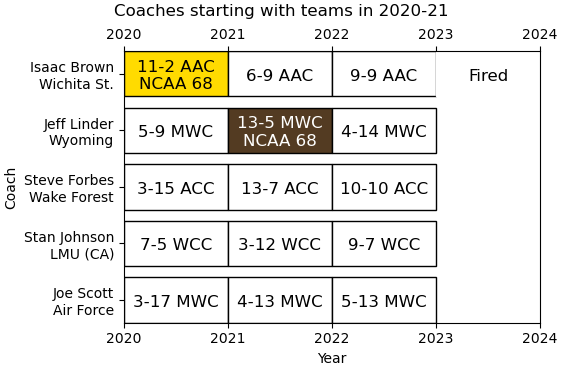 Coaches starting with teams in 2020-21
2020 2021 2022 2023 2024
Isaac Brown
Wichita St.
11-2 AAC
NCAA 68
6-9 AAC
9-9 AAC
Fired
Jeff Linder
Wyoming
5-9 MWC
13-5 MWC
NCAA 68
4-14 MWC
Coach
Steve Forbes
Wake Forest
3-15 ACC
13-7 ACC
10-10 ACC
Stan Johnson
LMU (CA)
7-5 WCC
3-12 WCC
9-7 WCC
Joe Scott
Air Force
3-17 MWC
4-13 MWC
5-13 MWC
2020 2021 2022 2023 2024
Year